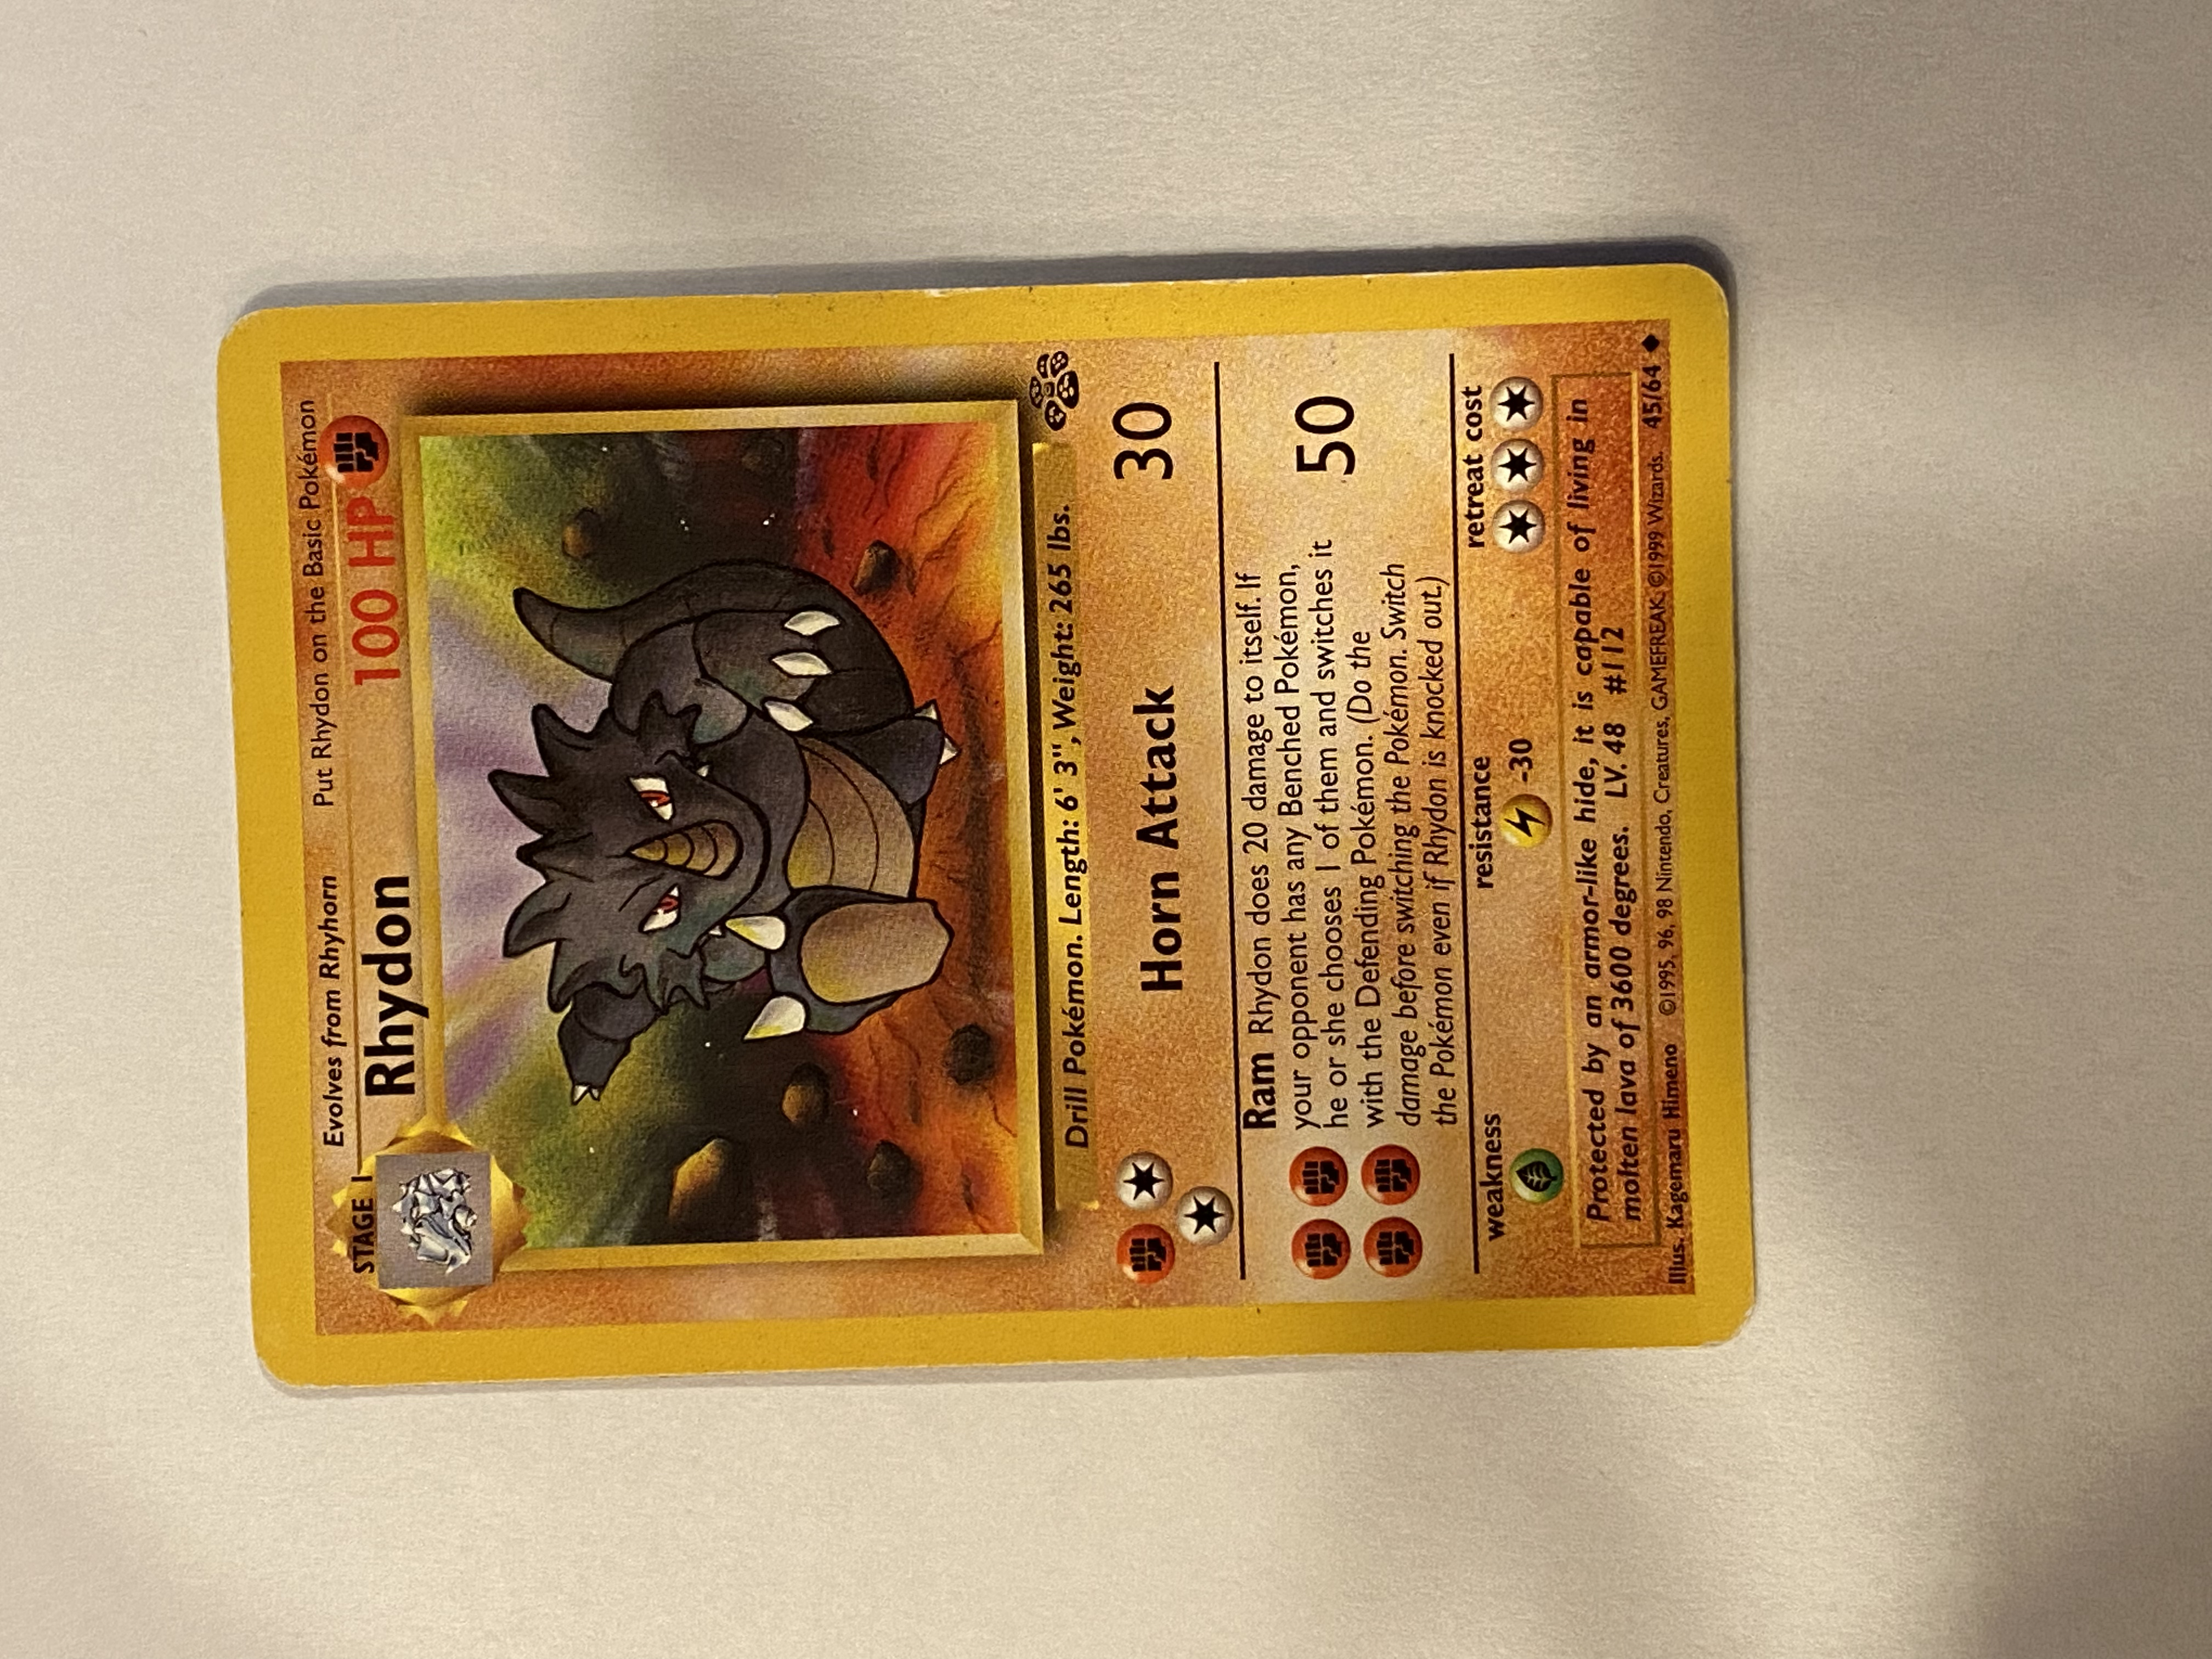 Evolves from Rhyhorn Put Rhydon on the Basic Pokémon
STAGE 1
Rhydon 100 HP
Drill Pokémon. Length: 6' 3", Weight: 265 lbs.
Horn Attack 30
Ram Rhydon does 20 damage to itself. If
your opponent has any Benched Pokémon,
he or she chooses 1 of them and switches it
with the Defending Pokémon. (Do the
damage before switching the Pokémon. Switch
the Pokémon even if Rhydon is knocked out.)
50
weakness resistance retreat cost
-30
Protected by an armor-like hide, it is capable of living in
molten lava of 3600 degrees. LV. 48 #112
Illus. Kagemaru Himeno ©1995, 96, 98 Nintendo, Creatures, GAMEFREAK. ©1999 Wizards. 45/64